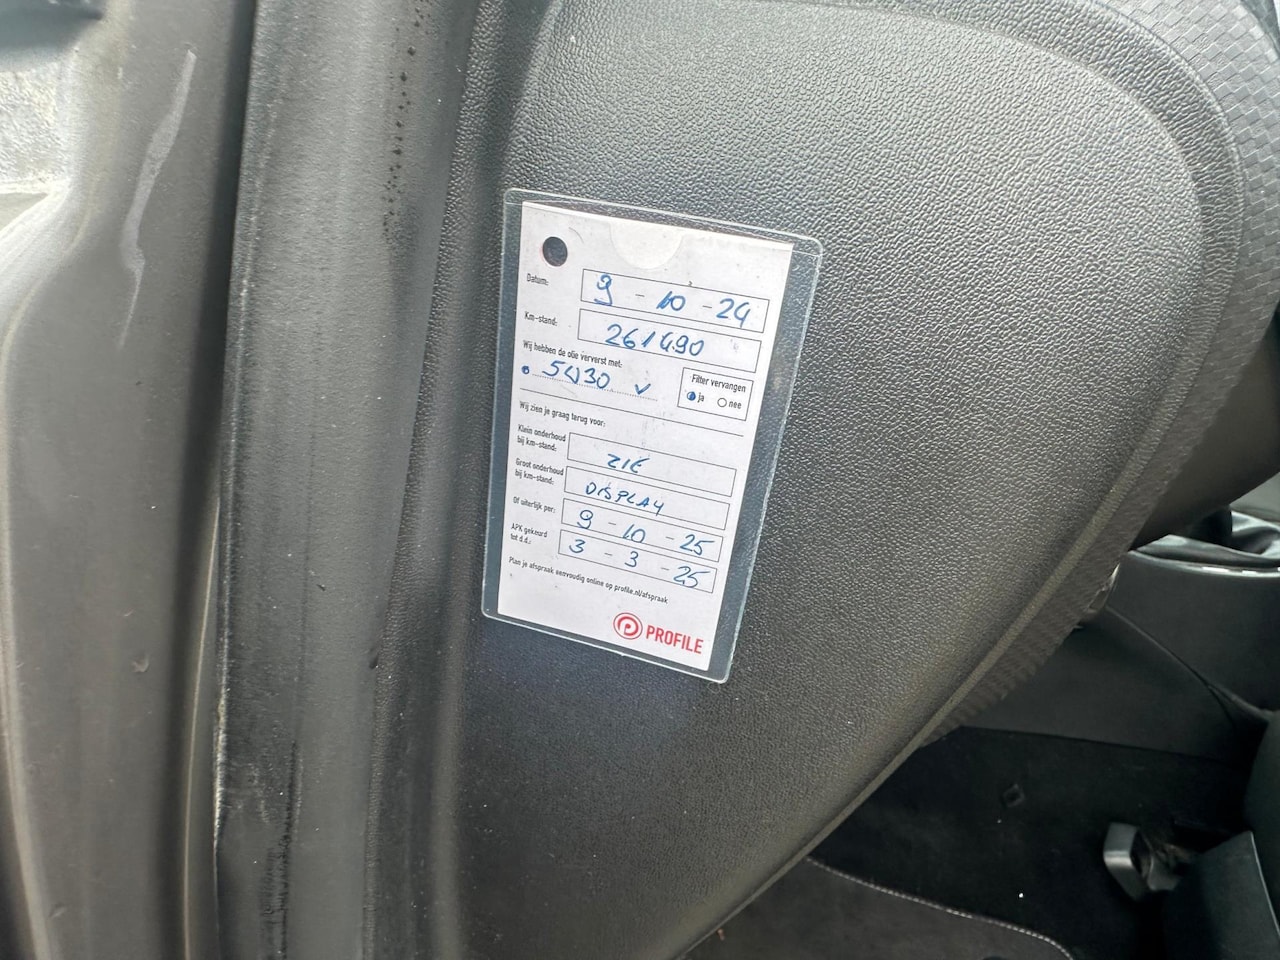 Datum: 9-10-24
Km-stand: 261490
Wij hebben de olie ververst met:
5W30 ✓
Filter vervangen
ja nee
Wij zien je graag terug voor:
Klein onderhoud
bij km-stand: ZIE
Groot onderhoud
bij km-stand: DISPLAY
Of uiterlijk per: 9-10-25
APK gekeurd
tot d.d.: 3-3-25
Plan je afspraak eenvoudig online op profile.nl/afspraak
PROFILE